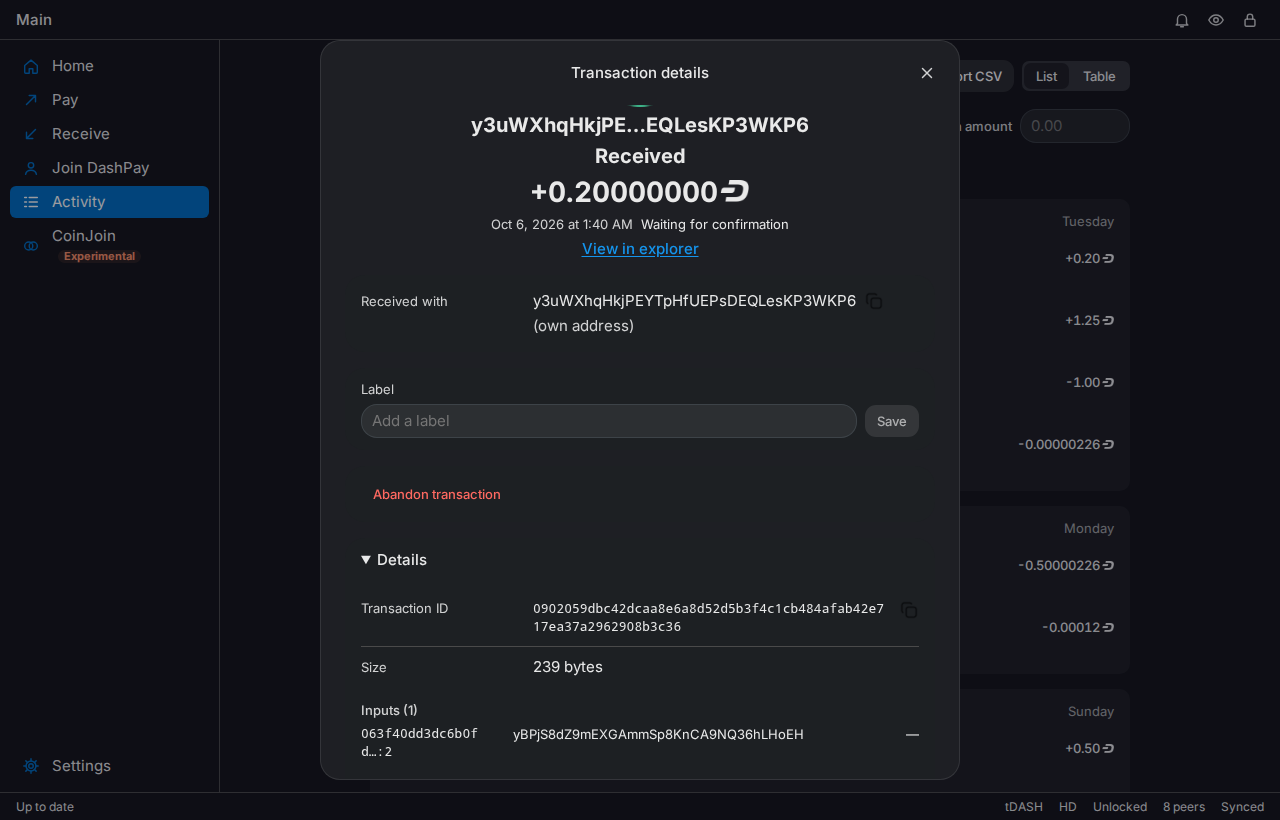 Main
Home
Pay
Receive
Join DashPay
Activity
CoinJoin
Experimental
Settings
Transaction details
y3uWXhqHkjPE...EQLesKP3WKP6
Received
+0.20000000
Oct 6, 2026 at 1:40 AM Waiting for confirmation
View in explorer
Received with
y3uWXhqHkjPEYTpHfUEPsDEQLesKP3WKP6
(own address)
Label
Add a label
Save
Abandon transaction
Details
Transaction ID
0902059dbc42dcaa8e6a8d52d5b3f4c1cb484afab42e7
17ea37a2962908b3c36
Size
239 bytes
Inputs (1)
063f40dd3dc6b0f
d…:2
yBPjS8dZ9mEXGAmmSp8KnCA9NQ36hLHoEH
—
ort CSV
List
Table
amount
0.00
Tuesday
+0.20
+1.25
-1.00
-0.00000226
Monday
-0.50000226
-0.00012
Sunday
+0.50
Up to date
tDASH
HD
Unlocked
8 peers
Synced